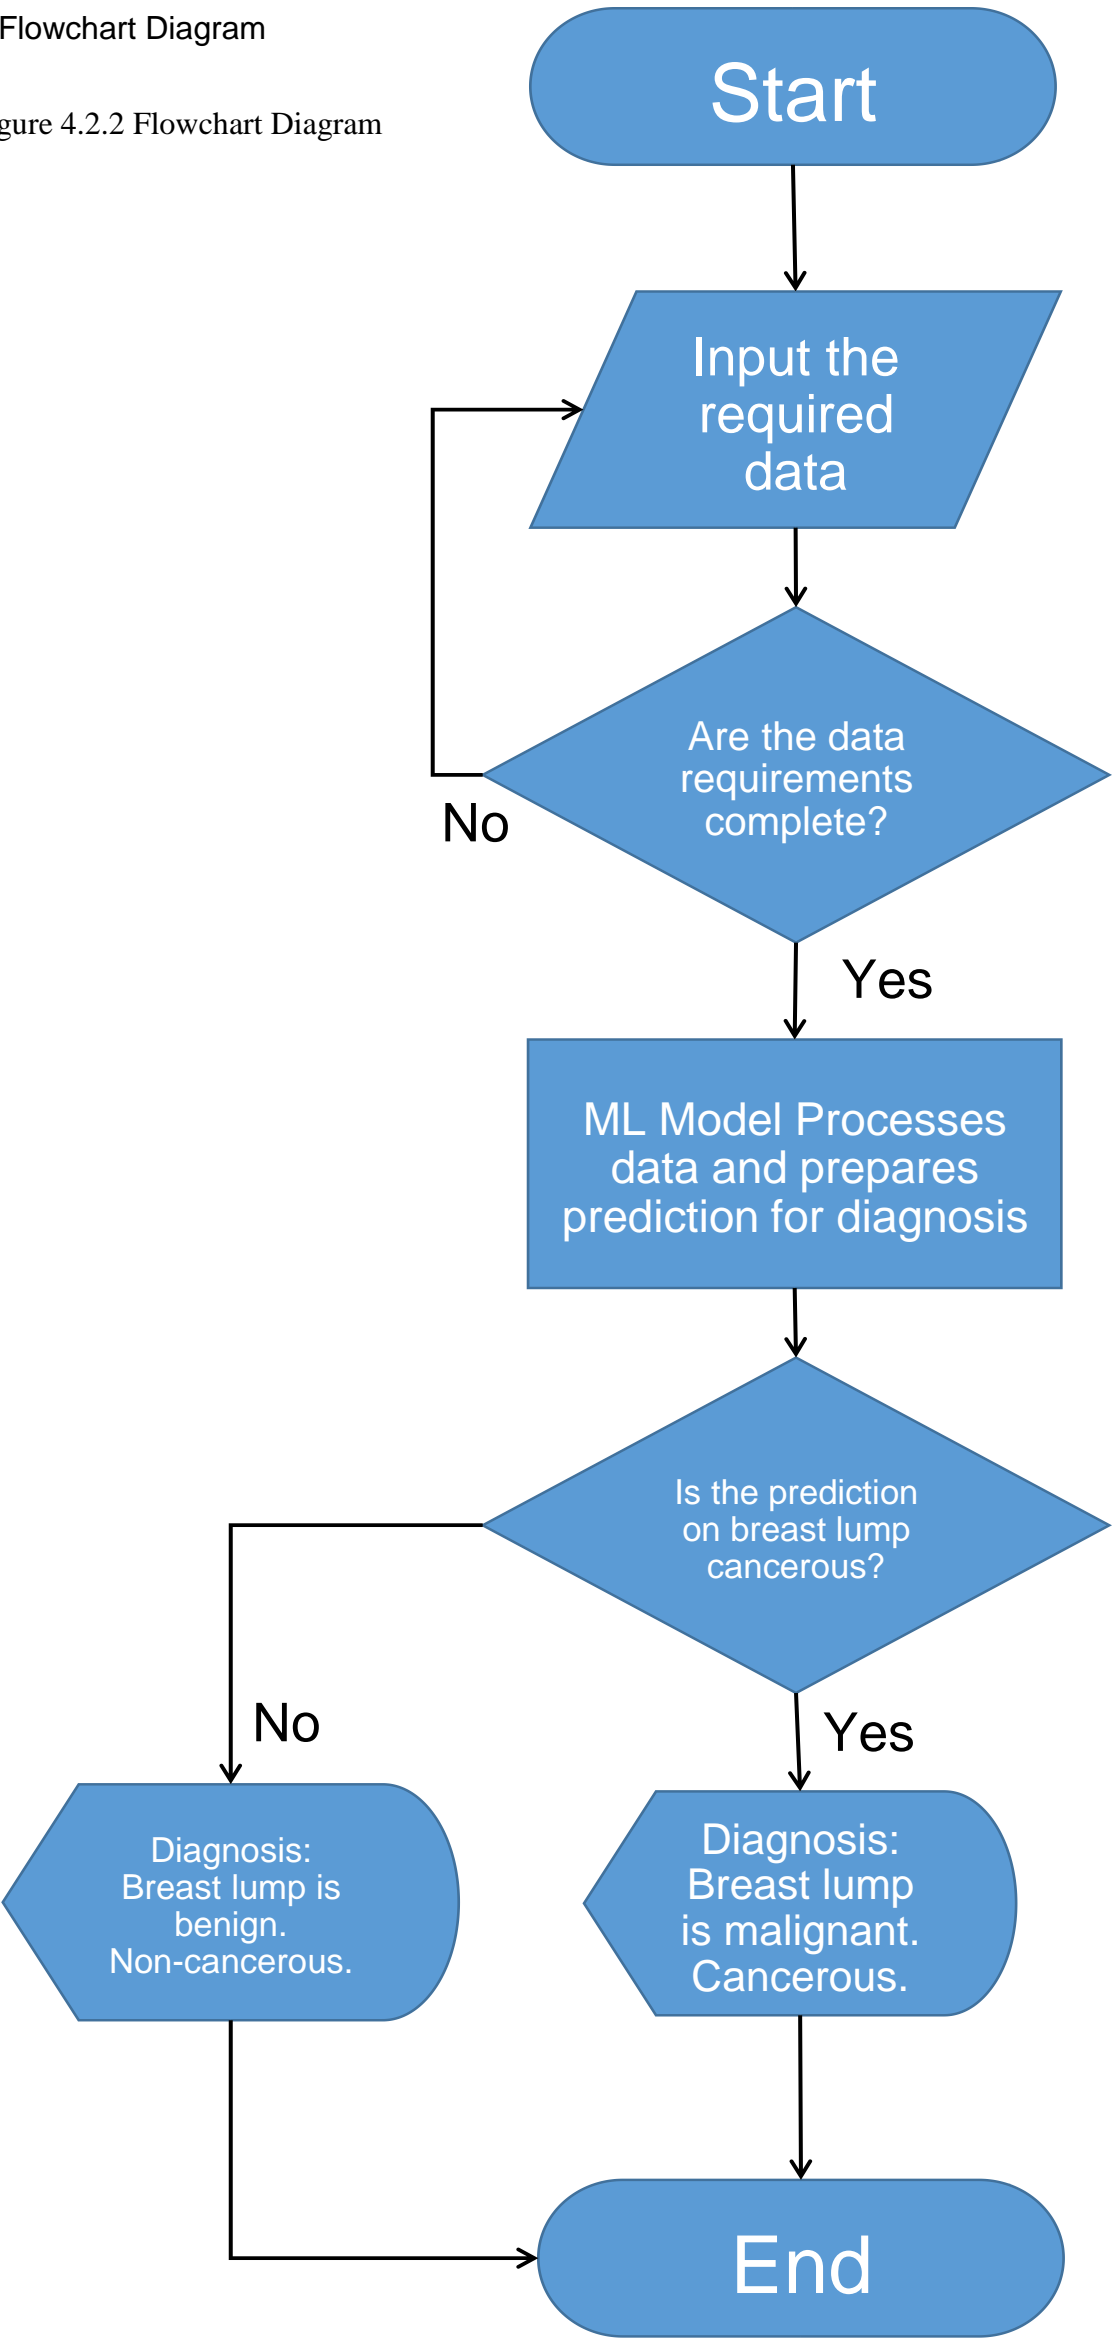 Flowchart Diagram
gure 4.2.2 Flowchart Diagram
Start
Input the
required
data
Are the data
requirements
complete?
No
Yes
ML Model Processes
data and prepares
prediction for diagnosis
Is the prediction
on breast lump
cancerous?
No
Yes
Diagnosis:
Breast lump is
benign.
Non-cancerous.
Diagnosis:
Breast lump
is malignant.
Cancerous.
End